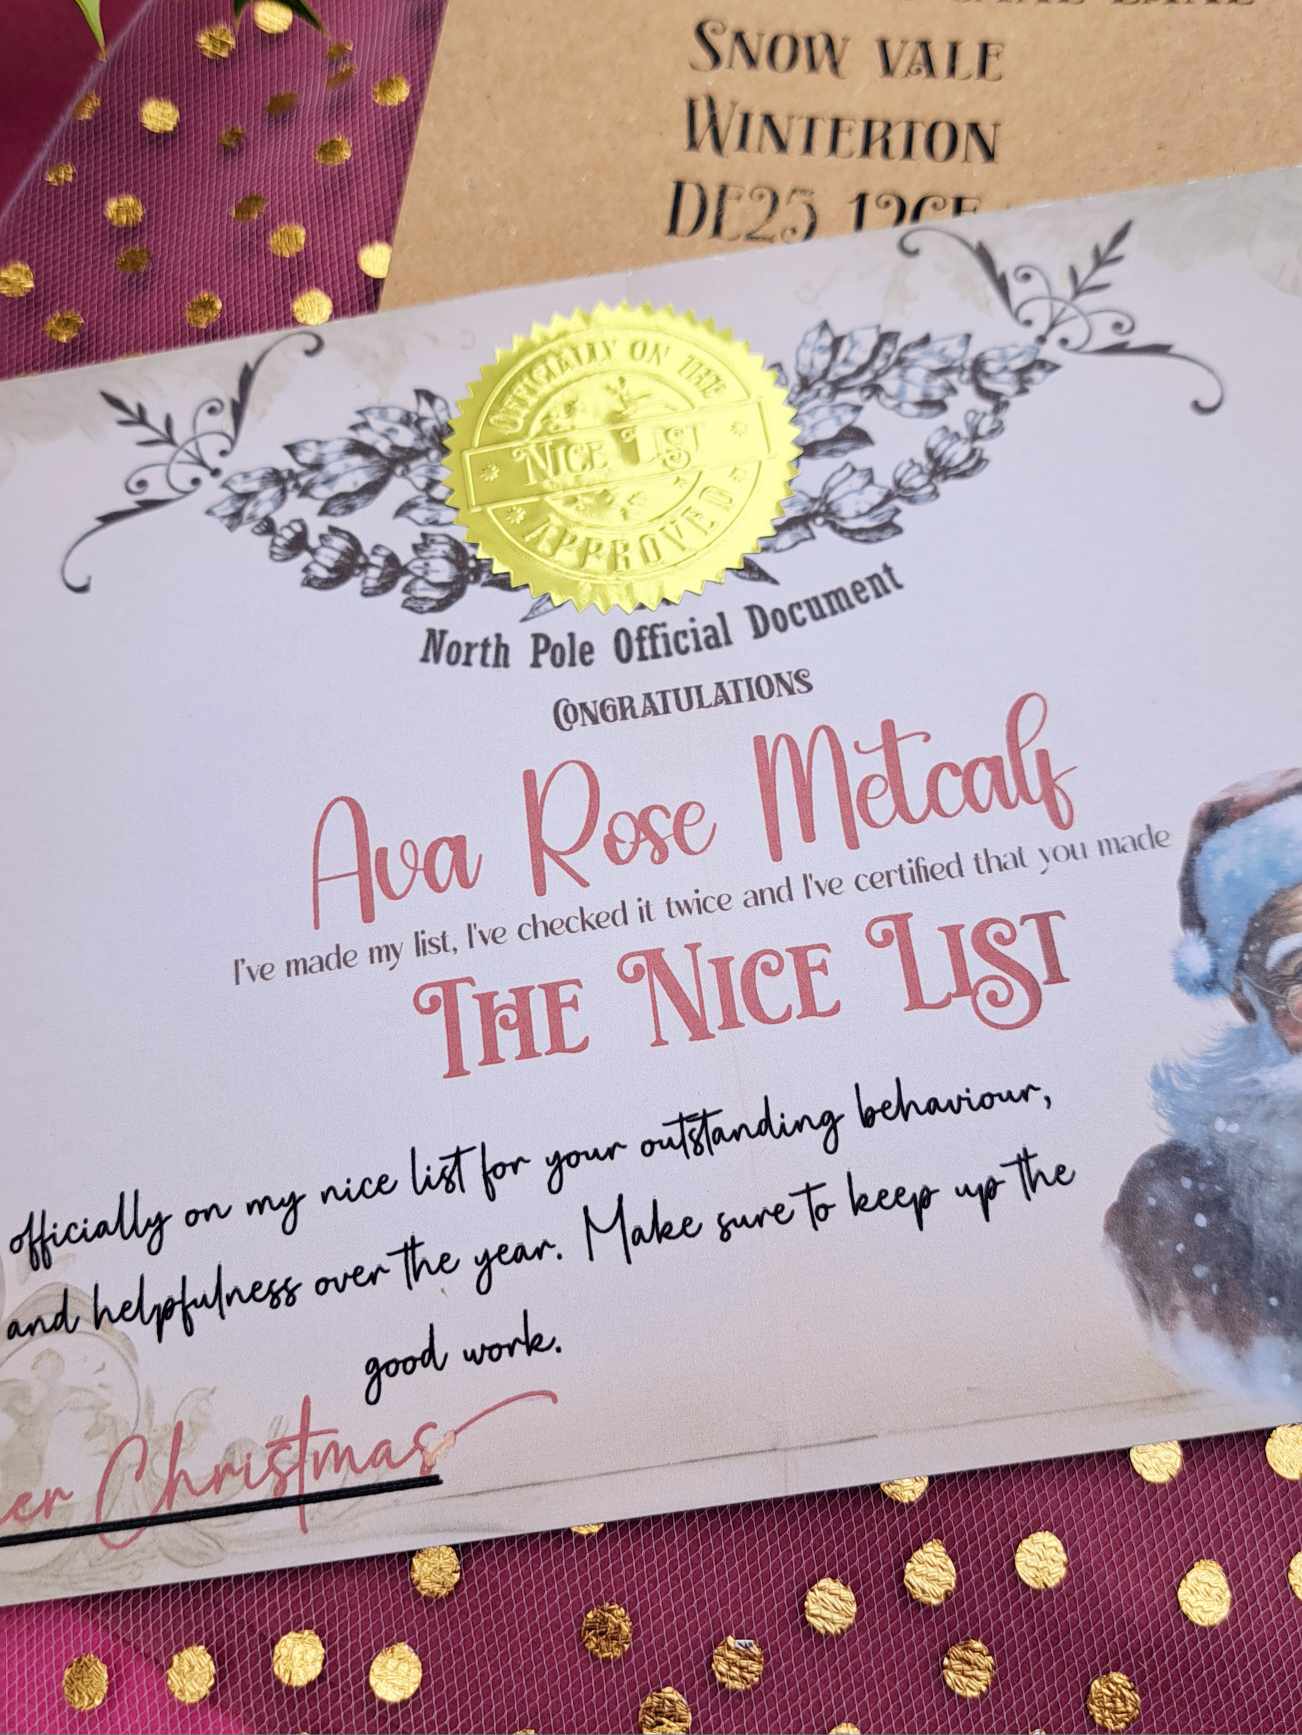 SNOW VALE
WINTERTON
DE25
OFFICIALLY ON THE
NICE LIST
APPROVED
North Pole Official Document
CONGRATULATIONS
Ava Rose Metcalf
I've made my list, I've checked it twice and I've certified that you made
THE NICE LIST
officially on my nice list for your outstanding behaviour,
and helpfulness over the year. Make sure to keep up the
good work.
Christmas